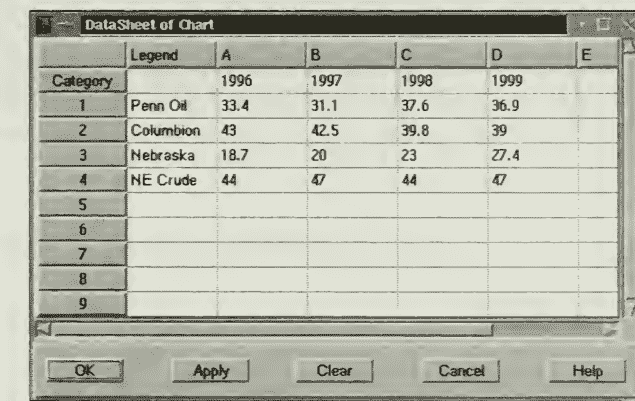 DataSheet of Chart
Legend A B C D E
Category 1996 1997 1998 1999
1 Penn Oil 33.4 31.1 37.6 36.9
2 Columbion 43 42.5 39.8 39
3 Nebraska 18.7 20 23 27.4
4 NE Crude 44 47 44 47
5
6
7
8
9
OK Apply Clear Cancel Help